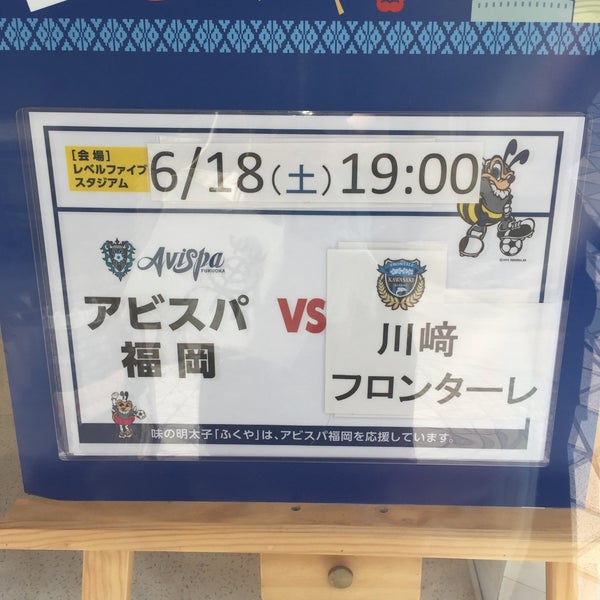 [会場]
レベルファイブ
スタジアム
6/18(土)19:00
Avispa
FUKUOKA
アビスパ
福岡
VS
KAWASAKI
川﨑
フロンターレ
味の明太子「ふくや」は、アビスパ福岡を応援しています。